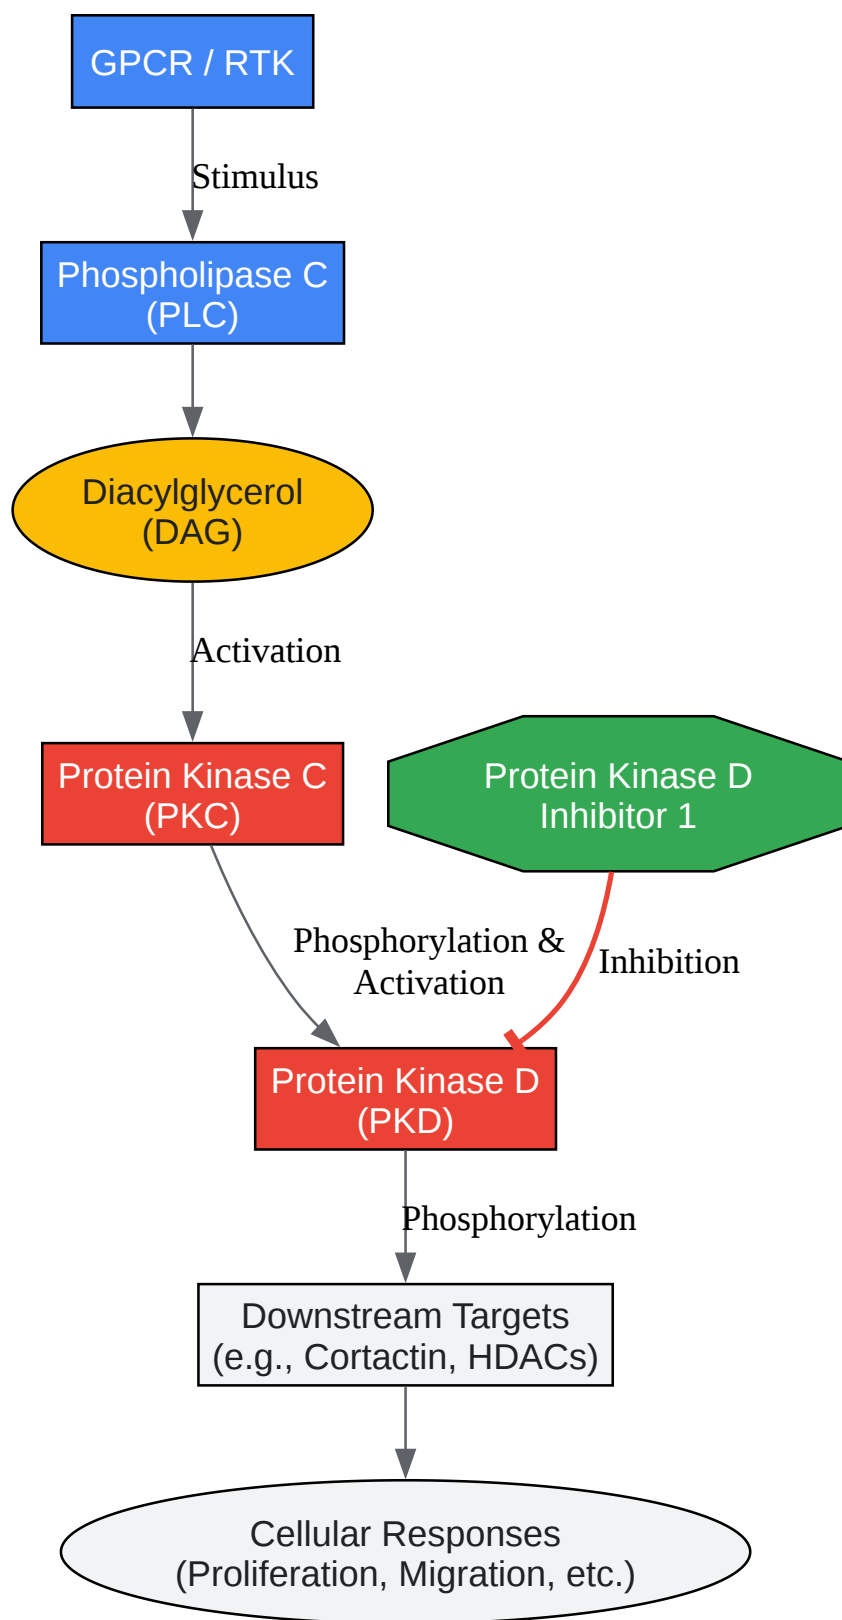 GPCR / RTK
Stimulus
Phospholipase C
(PLC)
Diacylglycerol
(DAG)
Activation
Protein Kinase C
(PKC)
Protein Kinase D
Inhibitor 1
Phosphorylation &
Activation
Inhibition
Protein Kinase D
(PKD)
Phosphorylation
Downstream Targets
(e.g., Cortactin, HDACs)
Cellular Responses
(Proliferation, Migration, etc.)